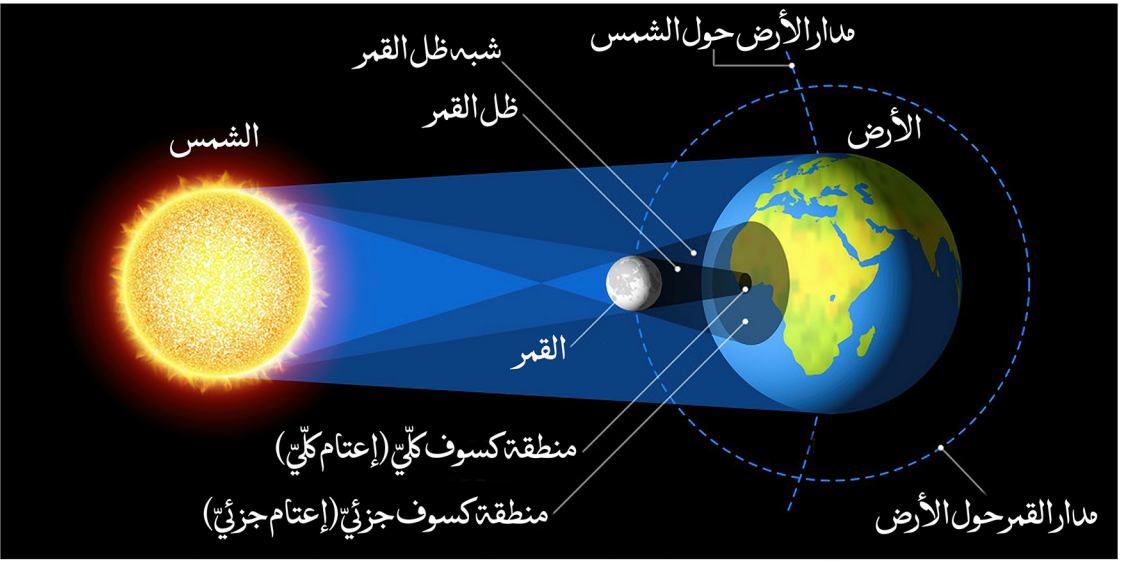 مدار الأرض حول الشمس
شبه ظل القمر
ظل القمر
الأرض
الشمس
القمر
منطقة كسوف كلّيّ (إعتام كلّيّ)
منطقة كسوف جزئيّ (إعتام جزئيّ)
مدار القمر حول الأرض